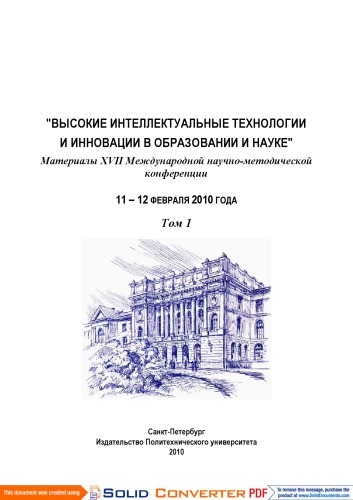 "ВЫСОКИЕ ИНТЕЛЛЕКТУАЛЬНЫЕ ТЕХНОЛОГИИ
И ИННОВАЦИИ В ОБРАЗОВАНИИ И НАУКЕ"
Материалы XVII Международной научно-методической
конференции
11 – 12 ФЕВРАЛЯ 2010 ГОДА
Том 1
Санкт-Петербург
Издательство Политехнического университета
2010
This document was created using
SOLID CONVERTER PDF
To remove this message, purchase the
product at www.SolidDocuments.com